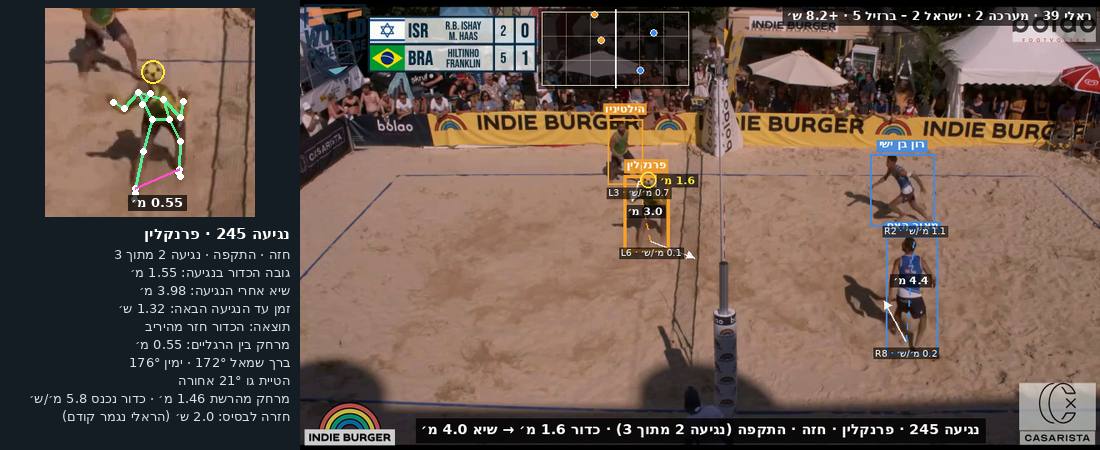 ראלי 39 · מערכה 2 · ישראל 2 – ברזיל 5 · +8.2 ש׳
ISR R.B. ISHAY M. HAAS 2 0
BRA HILTINHO FRANKLIN 5 1
INDIE BURGER
bolao
FOOTVOLLEY
CASARISTA
bolao
INDIE BURGER
INDIE BURGER
INDIE BURGER
הילטיניו
פרנקלין
1.6 מ׳
L3 · 0.7 מ׳/ש׳
3.0 מ׳
L6 · 0.1 מ׳/ש׳
רון בן ישי
R2 · 1.1 מ׳/ש׳
4.4 מ׳
R8 · 0.2 מ׳/ש׳
0.55 מ׳
נגיעה 245 · פרנקלין
חזה · התקפה · נגיעה 2 מתוך 3
גובה הכדור בנגיעה: 1.55 מ׳
שיא אחרי הנגיעה: 3.98 מ׳
זמן עד הנגיעה הבאה: 1.32 ש׳
תוצאה: הכדור חזר מהיריב
מרחק בין הרגליים: 0.55 מ׳
ברך שמאל 172° · ימין 176°
הטיית גו 21° אחורה
מרחק מהרשת 1.46 מ׳ · כדור נכנס 5.8 מ׳/ש׳
חזרה לבסיס: 2.0 ש׳ (הראלי נגמר קודם)
INDIE BURGER
נגיעה 245 · פרנקלין · חזה · התקפה (נגיעה 2 מתוך 3) · כדור 1.6 מ׳ → שיא 4.0 מ׳
CASARISTA